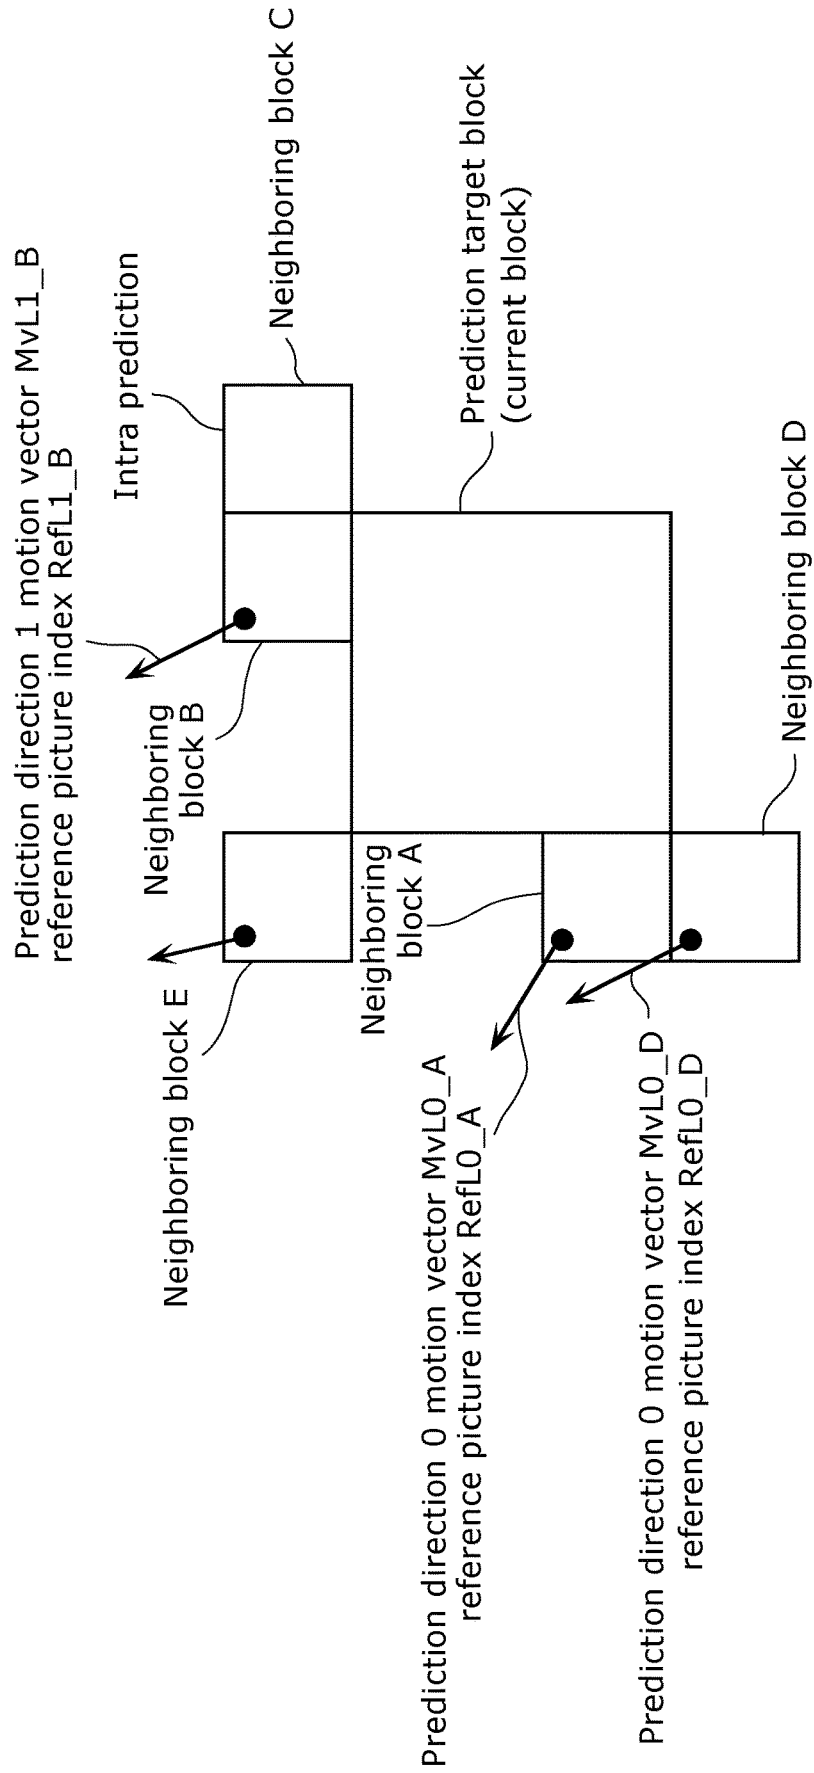 Prediction direction 1 motion vector MvL1_B
reference picture index RefL1_B
Intra prediction
Neighboring block C
Neighboring
block B
Neighboring block E
Prediction target block
(current block)
Neighboring
block A
Prediction direction 0 motion vector MvL0_A
reference picture index RefL0_A
Prediction direction 0 motion vector MvL0_D
reference picture index RefL0_D
Neighboring block D